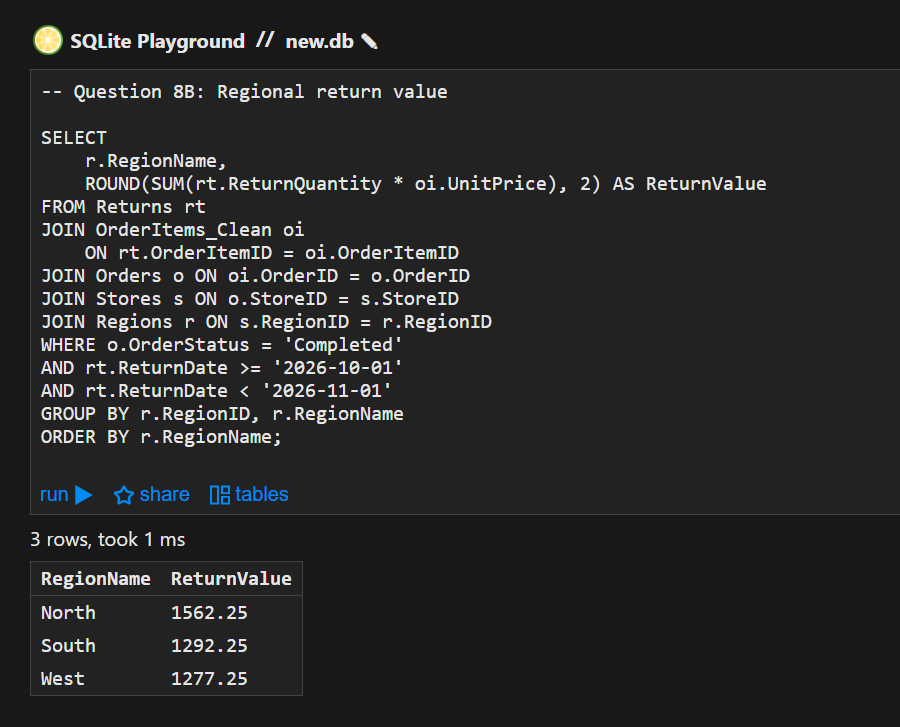 SQLite Playground // new.db
-- Question 8B: Regional return value
SELECT
    r.RegionName,
    ROUND(SUM(rt.ReturnQuantity * oi.UnitPrice), 2) AS ReturnValue
FROM Returns rt
JOIN OrderItems_Clean oi
    ON rt.OrderItemID = oi.OrderItemID
JOIN Orders o ON oi.OrderID = o.OrderID
JOIN Stores s ON o.StoreID = s.StoreID
JOIN Regions r ON s.RegionID = r.RegionID
WHERE o.OrderStatus = 'Completed'
AND rt.ReturnDate >= '2026-10-01'
AND rt.ReturnDate < '2026-11-01'
GROUP BY r.RegionID, r.RegionName
ORDER BY r.RegionName;
run share tables
3 rows, took 1 ms
RegionName ReturnValue
North 1562.25
South 1292.25
West 1277.25